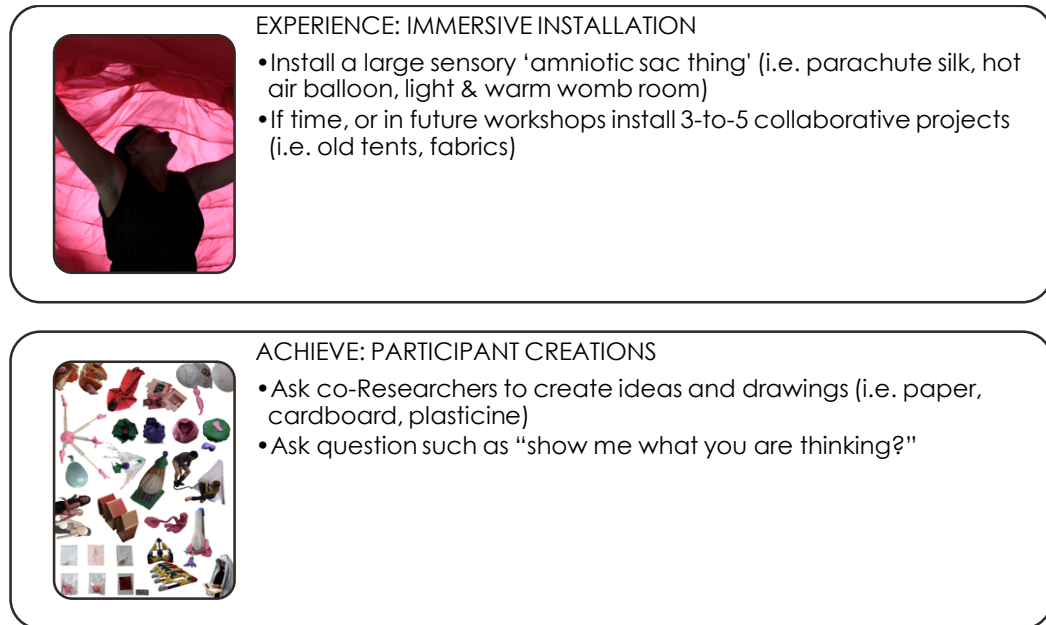 EXPERIENCE: IMMERSIVE INSTALLATION
•Install a large sensory ‘amniotic sac thing' (i.e. parachute silk, hot
air balloon, light & warm womb room)
•If time, or in future workshops install 3-to-5 collaborative projects
(i.e. old tents, fabrics)
ACHIEVE: PARTICIPANT CREATIONS
•Ask co-Researchers to create ideas and drawings (i.e. paper,
cardboard, plasticine)
•Ask question such as “show me what you are thinking?”